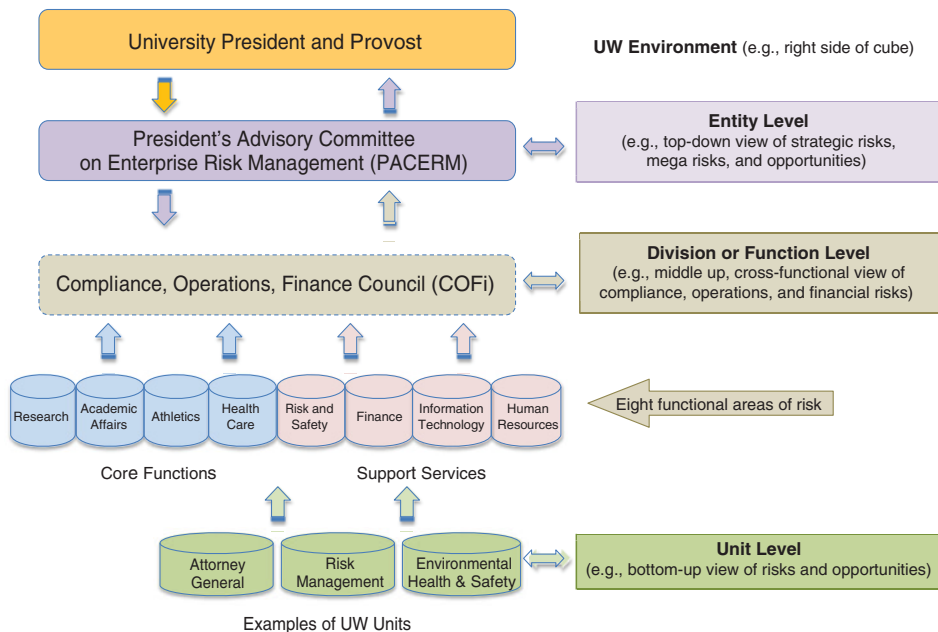 University President and Provost
UW Environment (e.g., right side of cube)
President’s Advisory Committee
on Enterprise Risk Management (PACERM)
Entity Level
(e.g., top-down view of strategic risks,
mega risks, and opportunities)
Compliance, Operations, Finance Council (COFi)
Division or Function Level
(e.g., middle up, cross-functional view of
compliance, operations, and financial risks)
Research
Academic
Affairs
Athletics
Health
Care
Risk and
Safety
Finance
Information
Technology
Human
Resources
Eight functional areas of risk
Core Functions
Support Services
Attorney
General
Risk
Management
Environmental
Health & Safety
Unit Level
(e.g., bottom-up view of risks and opportunities)
Examples of UW Units